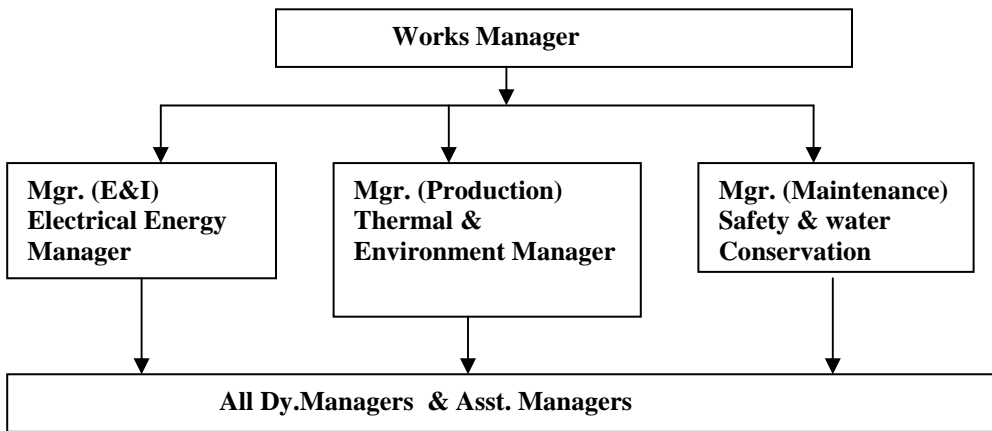 Works Manager
Mgr. (E&I)
Electrical Energy
Manager
Mgr. (Production)
Thermal &
Environment Manager
Mgr. (Maintenance)
Safety & water
Conservation
All Dy.Managers & Asst. Managers